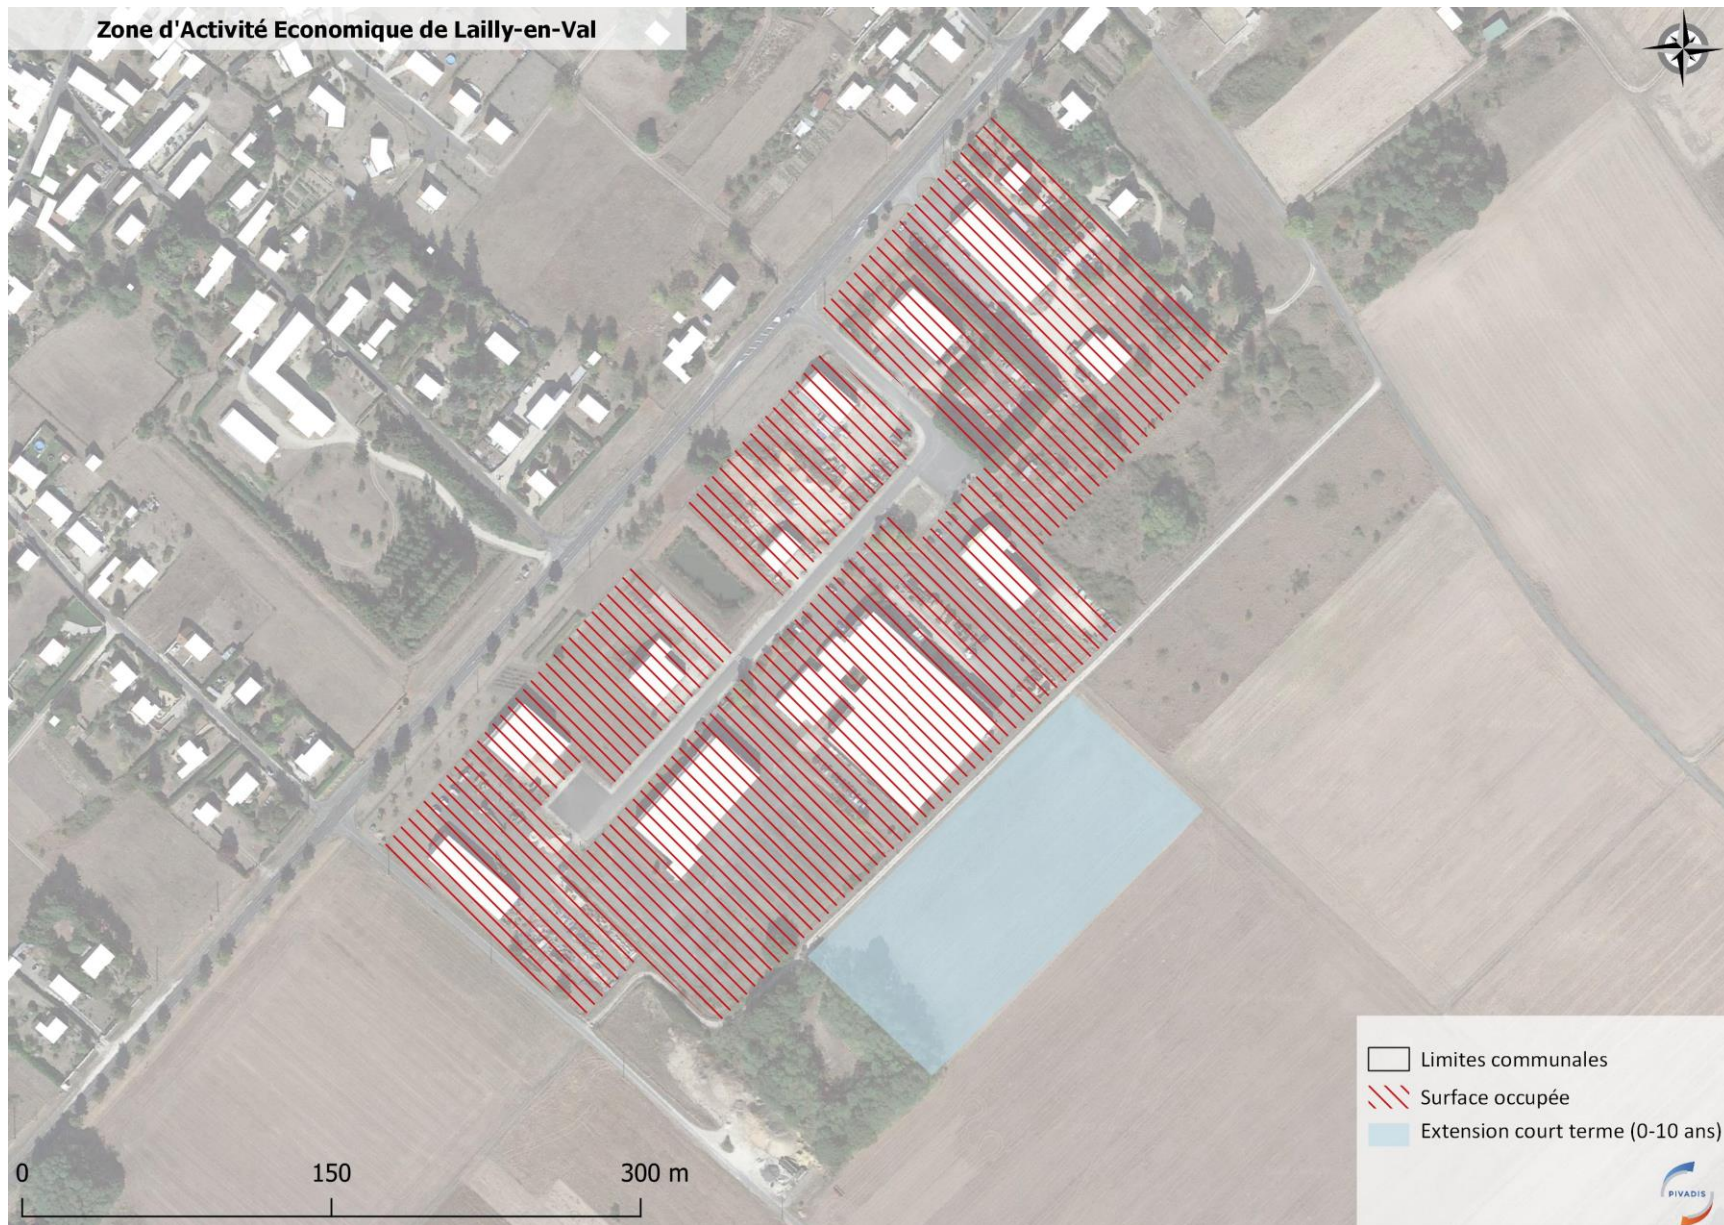 Zone d'Activité Economique de Lailly-en-Val
Limites communales
Surface occupée
Extension court terme (0-10 ans)
0 150 300 m
PIVADIS